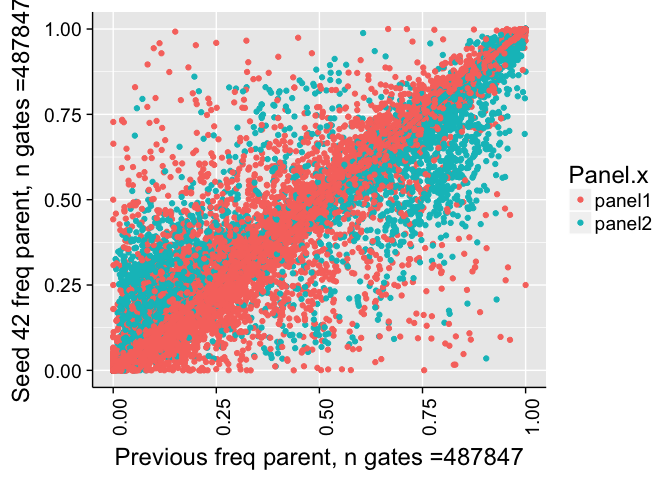 Seed 42 freq parent, n gates =487847
1.00
0.75
0.50
0.25
0.00
0.00
0.25
0.50
0.75
1.00
Previous freq parent, n gates =487847
Panel.x
panel1
panel2